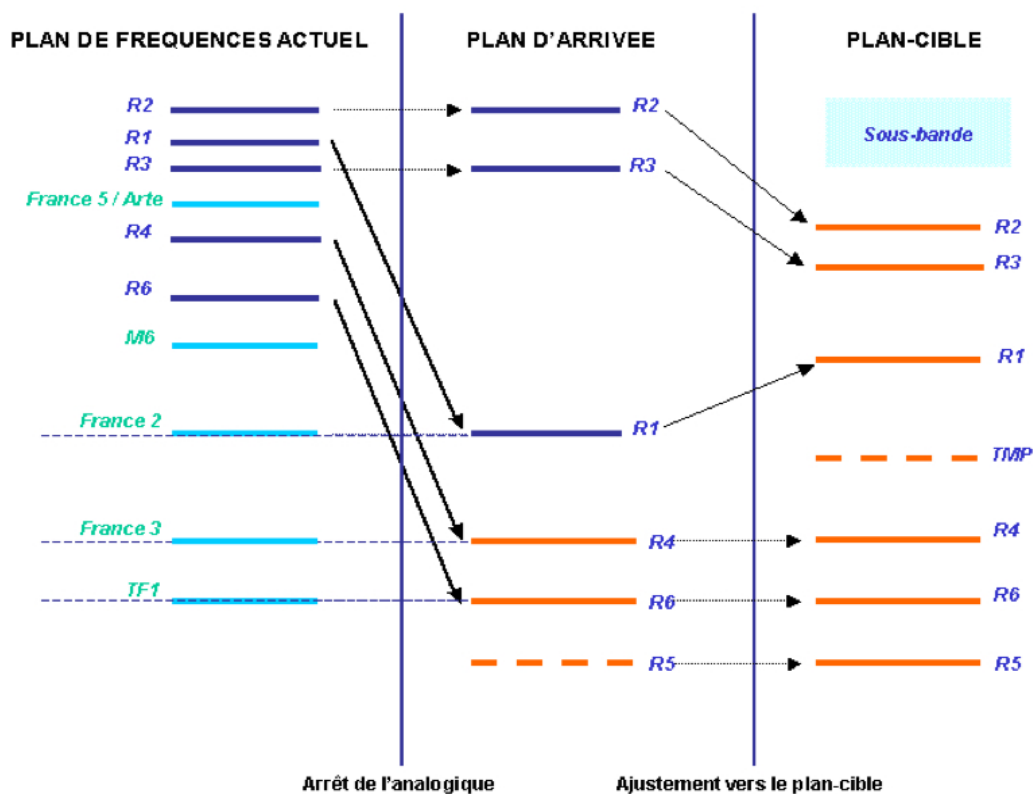 PLAN DE FREQUENCES ACTUEL
PLAN D'ARRIVEE
PLAN-CIBLE
R2
R1
R3
France 5 / Arte
R4
R6
M6
France 2
France 3
TF1
R2
R3
R1
R4
R6
R5
Sous-bande
R2
R3
R1
TMP
R4
R6
R5
Arrêt de l'analogique
Ajustement vers le plan-cible